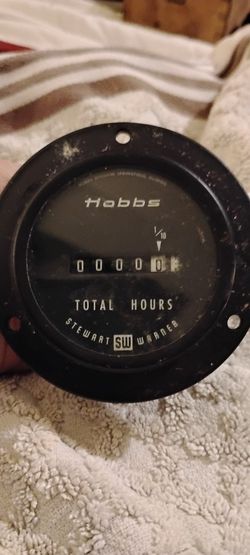 Hobbs
1/10
00000
TOTAL HOURS
STEWART SW WARNER